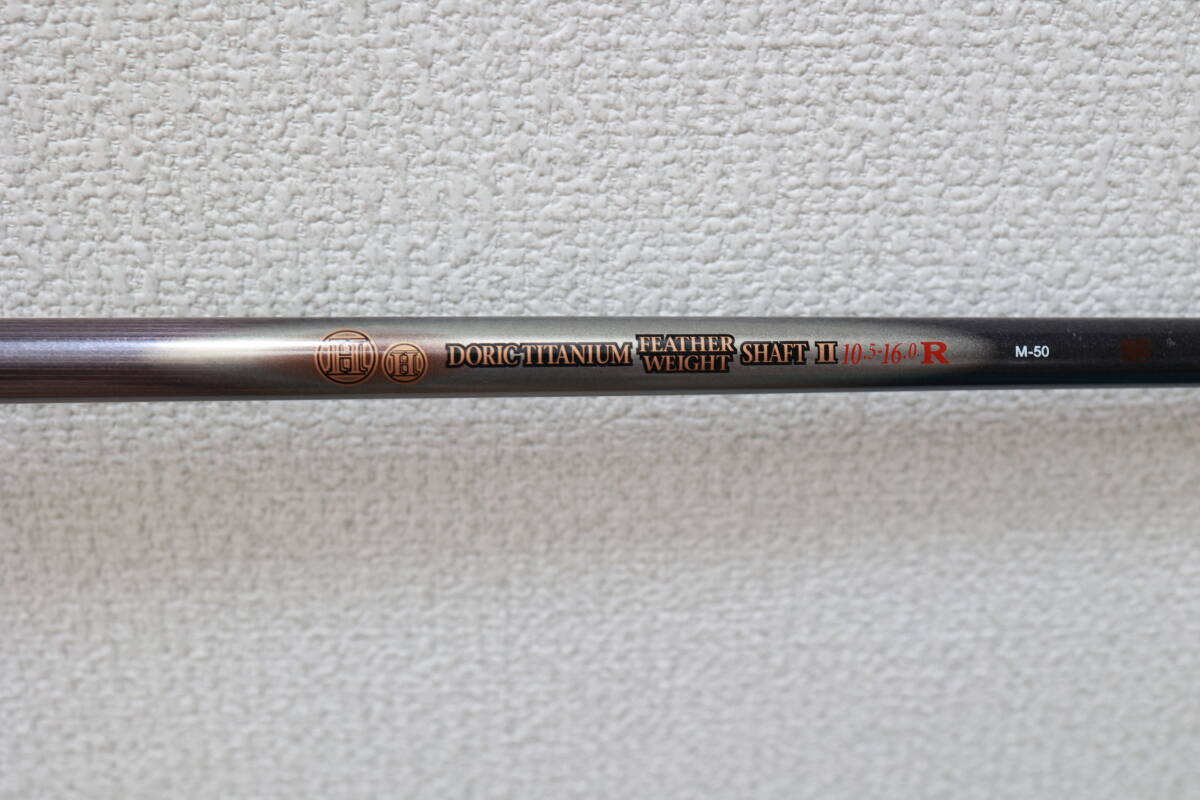 H H DORIC-TITANIUM FEATHER WEIGHT SHAFT II 10.5-16.0 R M-50